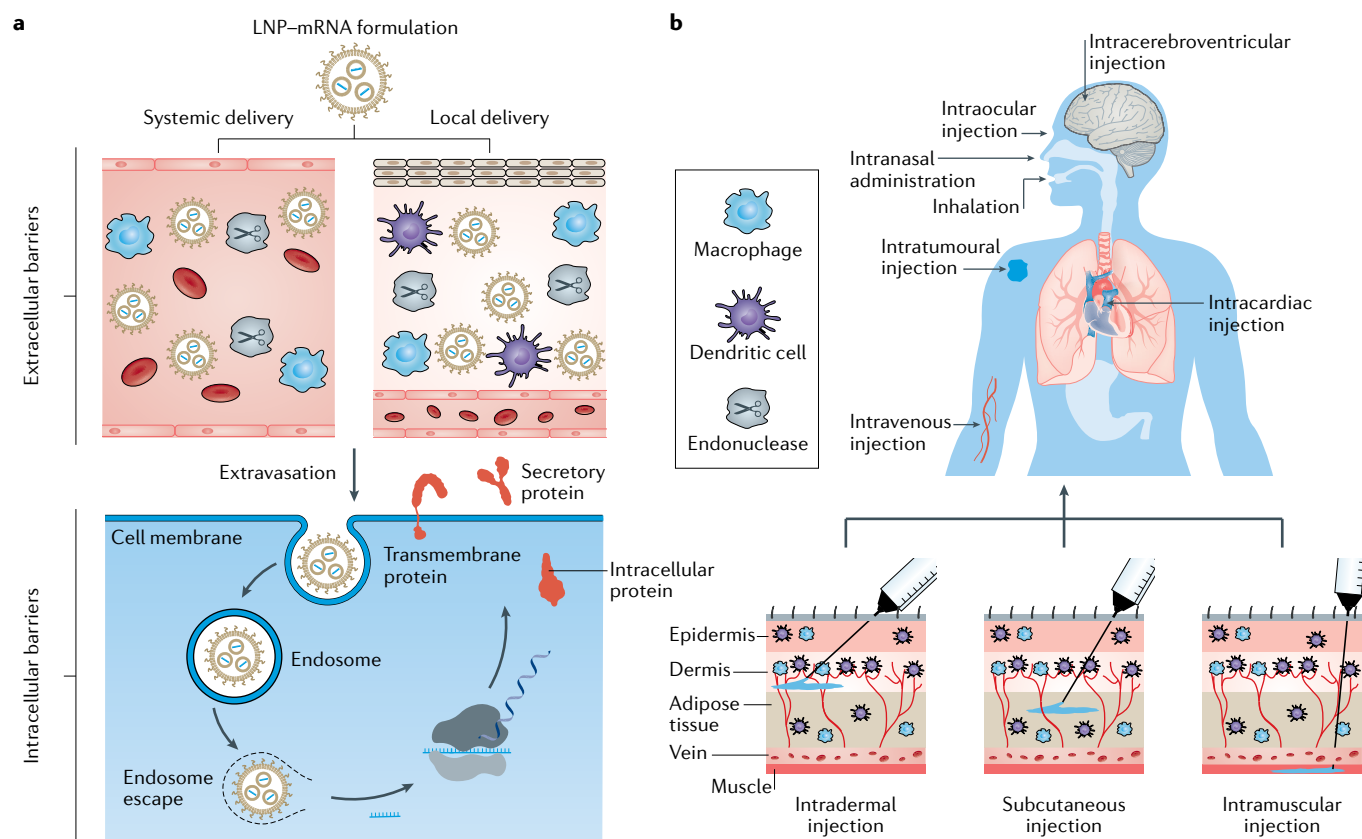 a
LNP–mRNA formulation
Systemic delivery
Local delivery
Extracellular barriers
Extravasation
Secretory
protein
Cell membrane
Transmembrane
protein
Intracellular
protein
Endosome
Endosome
escape
Intracellular barriers
b
Intracerebroventricular
injection
Intraocular
injection
Intranasal
administration
Inhalation
Intratumoural
injection
Intracardiac
injection
Intravenous
injection
Macrophage
Dendritic cell
Endonuclease
Epidermis
Dermis
Adipose
tissue
Vein
Muscle
Intradermal
injection
Subcutaneous
injection
Intramuscular
injection